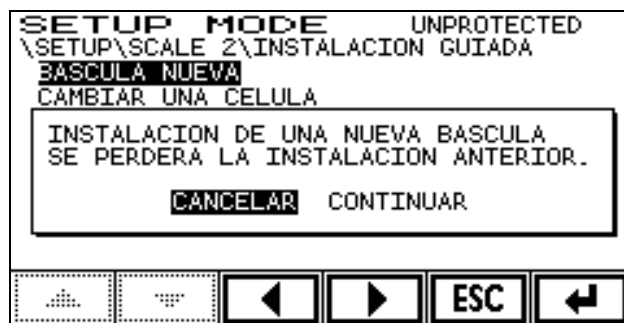 SETUP MODE UNPROTECTED
\SETUP\SCALE 2\INSTALACION GUIADA
BASCULA NUEVA
CAMBIAR UNA CELULA
INSTALACION DE UNA NUEVA BASCULA
SE PERDERA LA INSTALACION ANTERIOR.
CANCELAR CONTINUAR
ESC